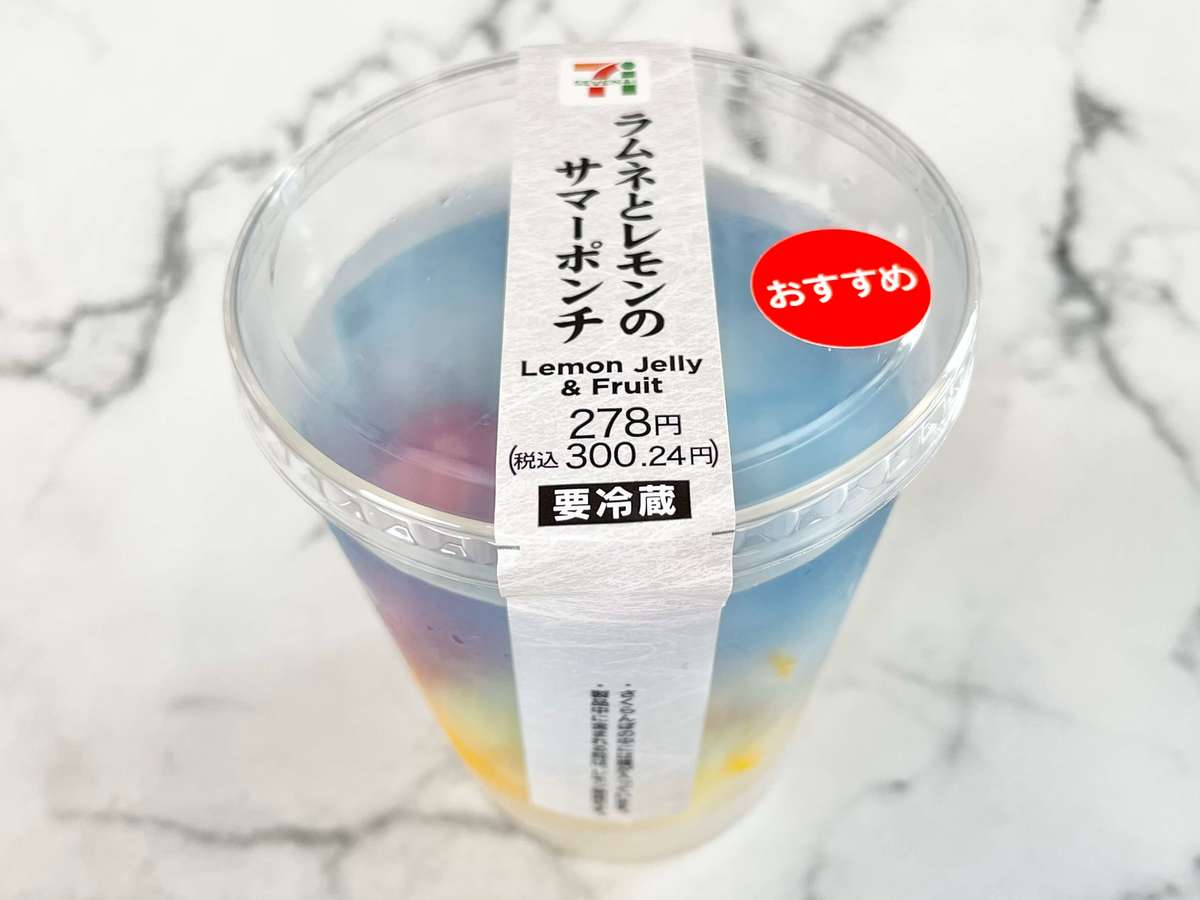 ラムネとレモンの
サマーポンチ
Lemon Jelly
& Fruit
278円
(税込 300.24円)
要冷蔵
おすすめ